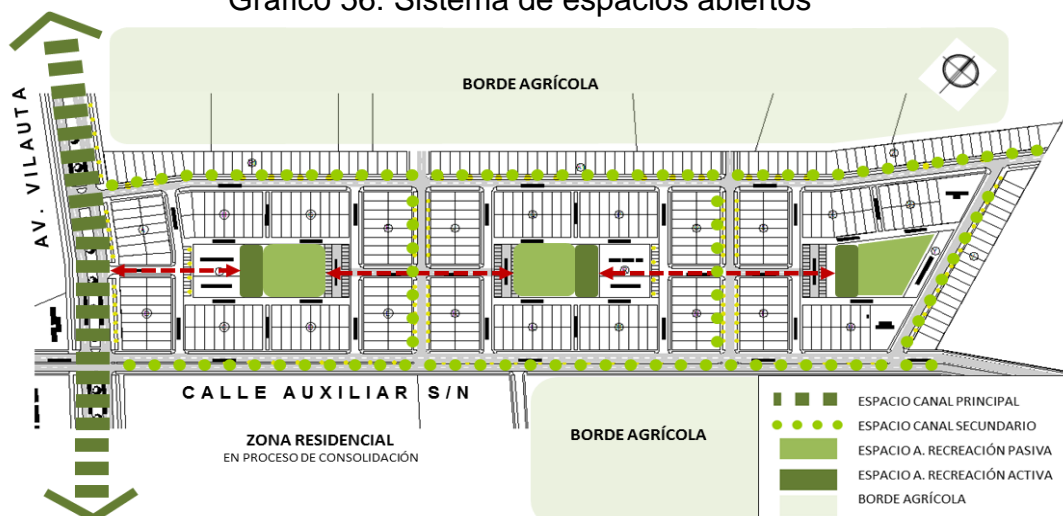 Gráfico 56. Sistema de espacios abiertos
BORDE AGRÍCOLA
AV. VILAUTA
CALLE AUXILIAR S/N
ZONA RESIDENCIAL
EN PROCESO DE CONSOLIDACIÓN
BORDE AGRÍCOLA
ESPACIO CANAL PRINCIPAL
ESPACIO CANAL SECUNDARIO
ESPACIO A. RECREACIÓN PASIVA
ESPACIO A. RECREACIÓN ACTIVA
BORDE AGRÍCOLA